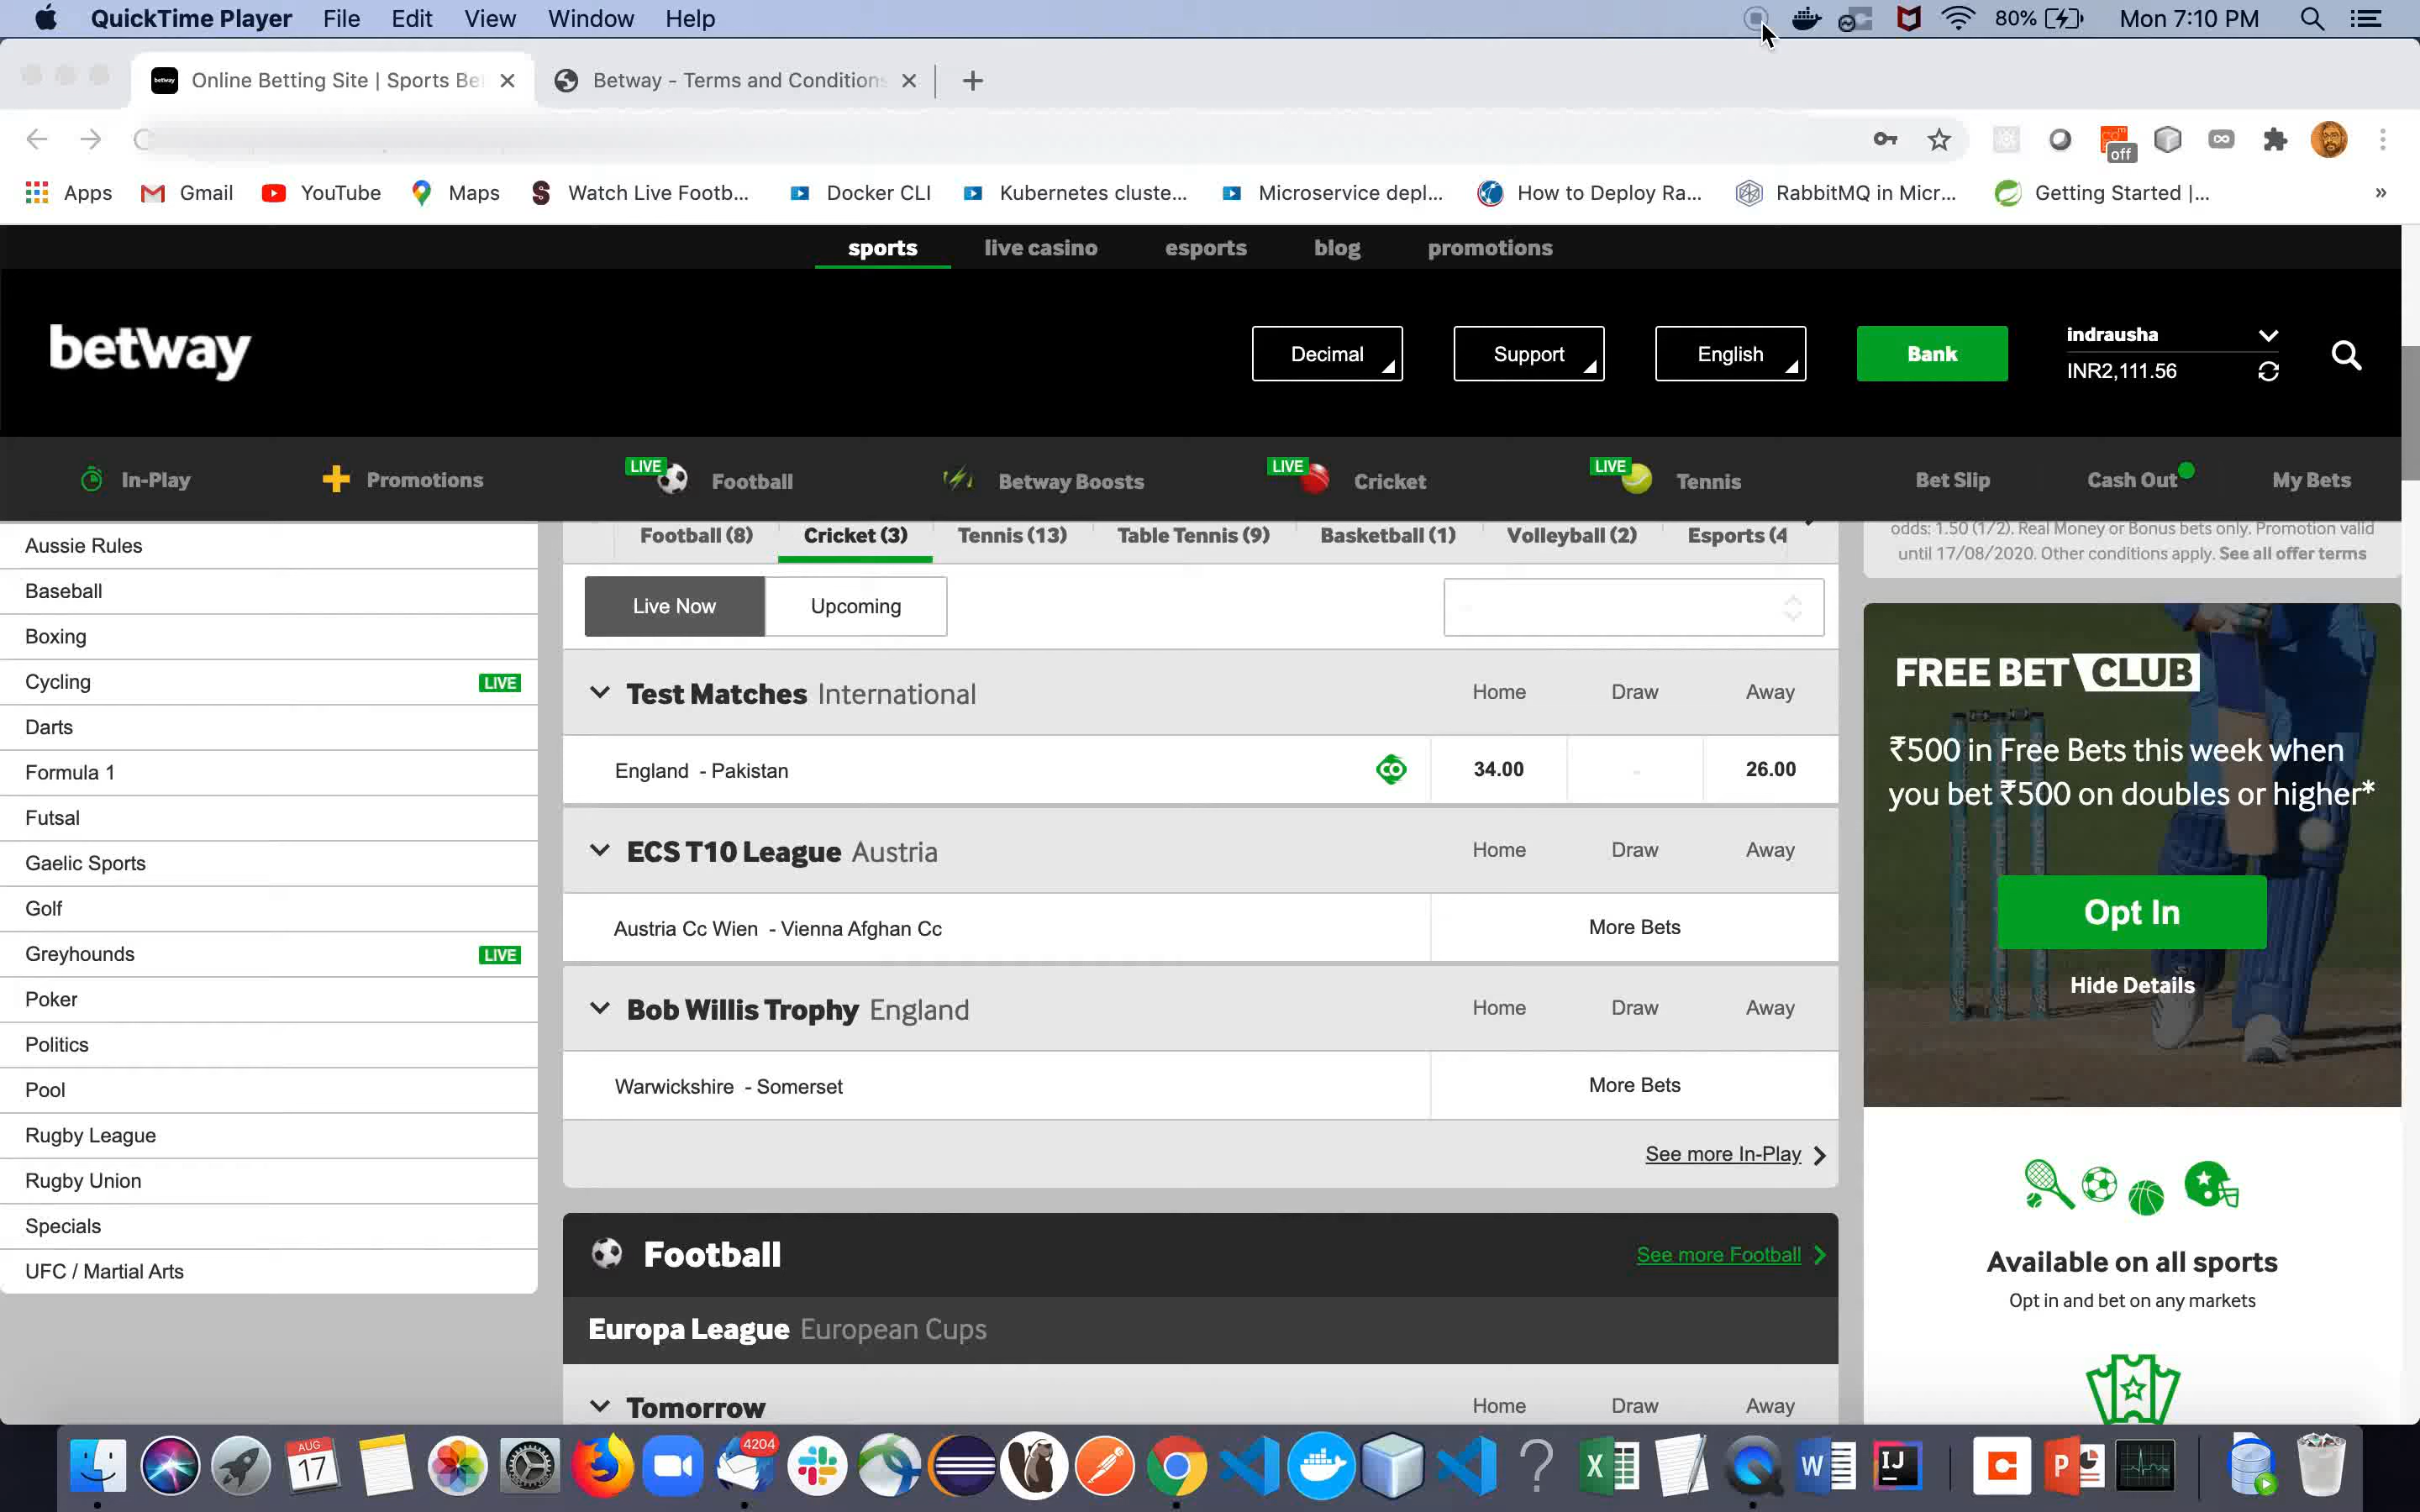 QuickTime Player File Edit View Window Help 80% Mon 7:10 PM
betway Online Betting Site | Sports Be Betway - Terms and Conditions
off
Apps Gmail YouTube Maps Watch Live Footb... Docker CLI Kubernetes cluste... Microservice depl... How to Deploy Ra... RabbitMQ in Micr... Getting Started |... »
sports live casino esports blog promotions
betway Decimal Support English Bank indrausha
INR2,111.56
In-Play Promotions LIVE Football Betway Boosts LIVE Cricket LIVE Tennis Bet Slip Cash Out My Bets
Aussie Rules
Baseball
Boxing
Cycling LIVE
Darts
Formula 1
Futsal
Gaelic Sports
Golf
Greyhounds LIVE
Poker
Politics
Pool
Rugby League
Rugby Union
Specials
UFC / Martial Arts
Football (8) Cricket (3) Tennis (13) Table Tennis (9) Basketball (1) Volleyball (2) Esports (4
Live Now Upcoming
Test Matches International Home Draw Away
England - Pakistan CO 34.00 - 26.00
ECS T10 League Austria Home Draw Away
Austria Cc Wien - Vienna Afghan Cc More Bets
Bob Willis Trophy England Home Draw Away
Warwickshire - Somerset More Bets
See more In-Play
Football See more Football
Europa League European Cups
Tomorrow Home Draw Away
odds: 1.50 (1/2). Real Money or Bonus bets only. Promotion valid
until 17/08/2020. Other conditions apply. See all offer terms
FREE BET CLUB
₹500 in Free Bets this week when
you bet ₹500 on doubles or higher*
Opt In
Hide Details
Available on all sports
Opt in and bet on any markets
AUG
17
4204
X
W
IJ
C
P